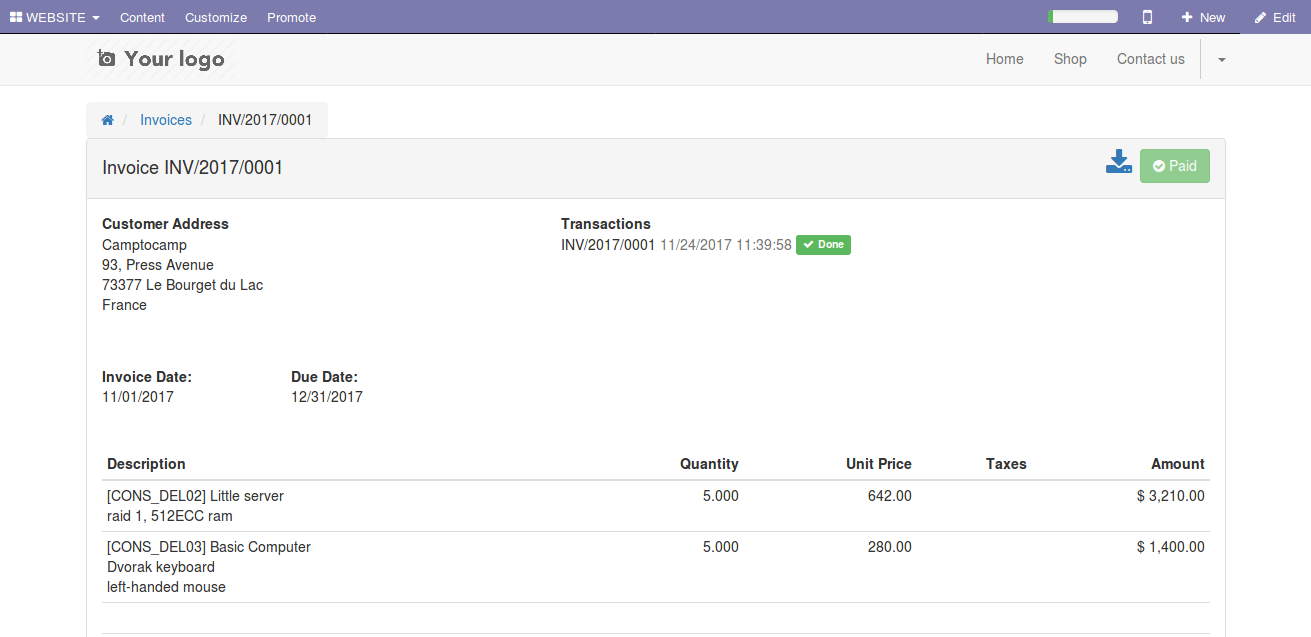 WEBSITE Content Customize Promote New Edit
Your logo Home Shop Contact us
Invoices / INV/2017/0001
Invoice INV/2017/0001 Paid
Customer Address Transactions
Camptocamp INV/2017/0001 11/24/2017 11:39:58 Done
93, Press Avenue
73377 Le Bourget du Lac
France
Invoice Date: Due Date:
11/01/2017 12/31/2017
Description Quantity Unit Price Taxes Amount
[CONS_DEL02] Little server 5.000 642.00 $ 3,210.00
raid 1, 512ECC ram
[CONS_DEL03] Basic Computer 5.000 280.00 $ 1,400.00
Dvorak keyboard
left-handed mouse